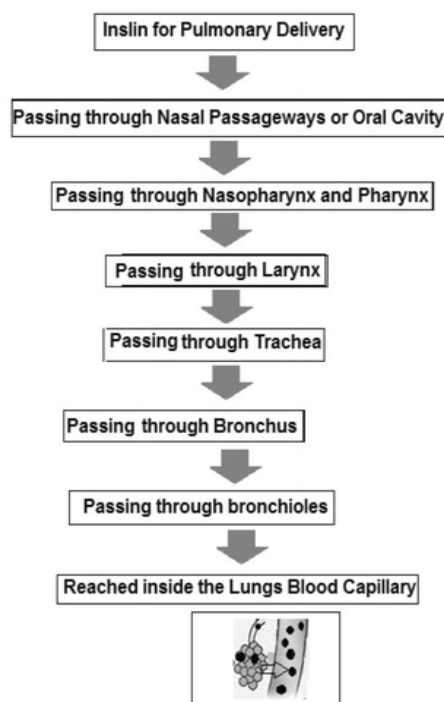 Inslin for Pulmonary Delivery
Passing through Nasal Passageways or Oral Cavity
Passing through Nasopharynx and Pharynx
Passing through Larynx
Passing through Trachea
Passing through Bronchus
Passing through bronchioles
Reached inside the Lungs Blood Capillary